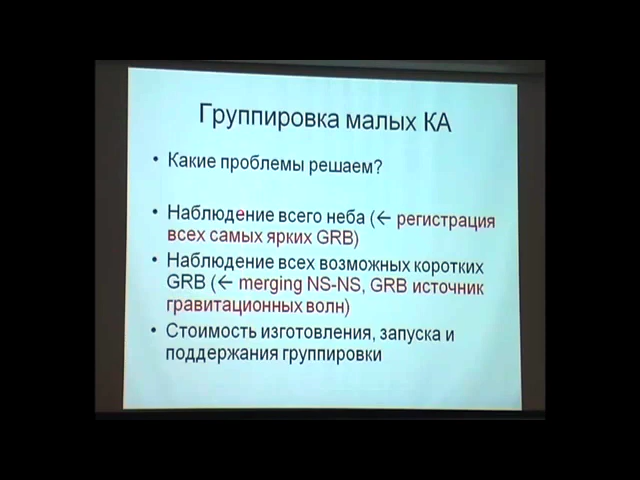 Группировка малых КА
• Какие проблемы решаем?
• Наблюдение всего неба (← регистрация
всех самых ярких GRB)
• Наблюдение всех возможных коротких
GRB (← merging NS-NS, GRB источник
гравитационных волн)
• Стоимость изготовления, запуска и
поддержания группировки